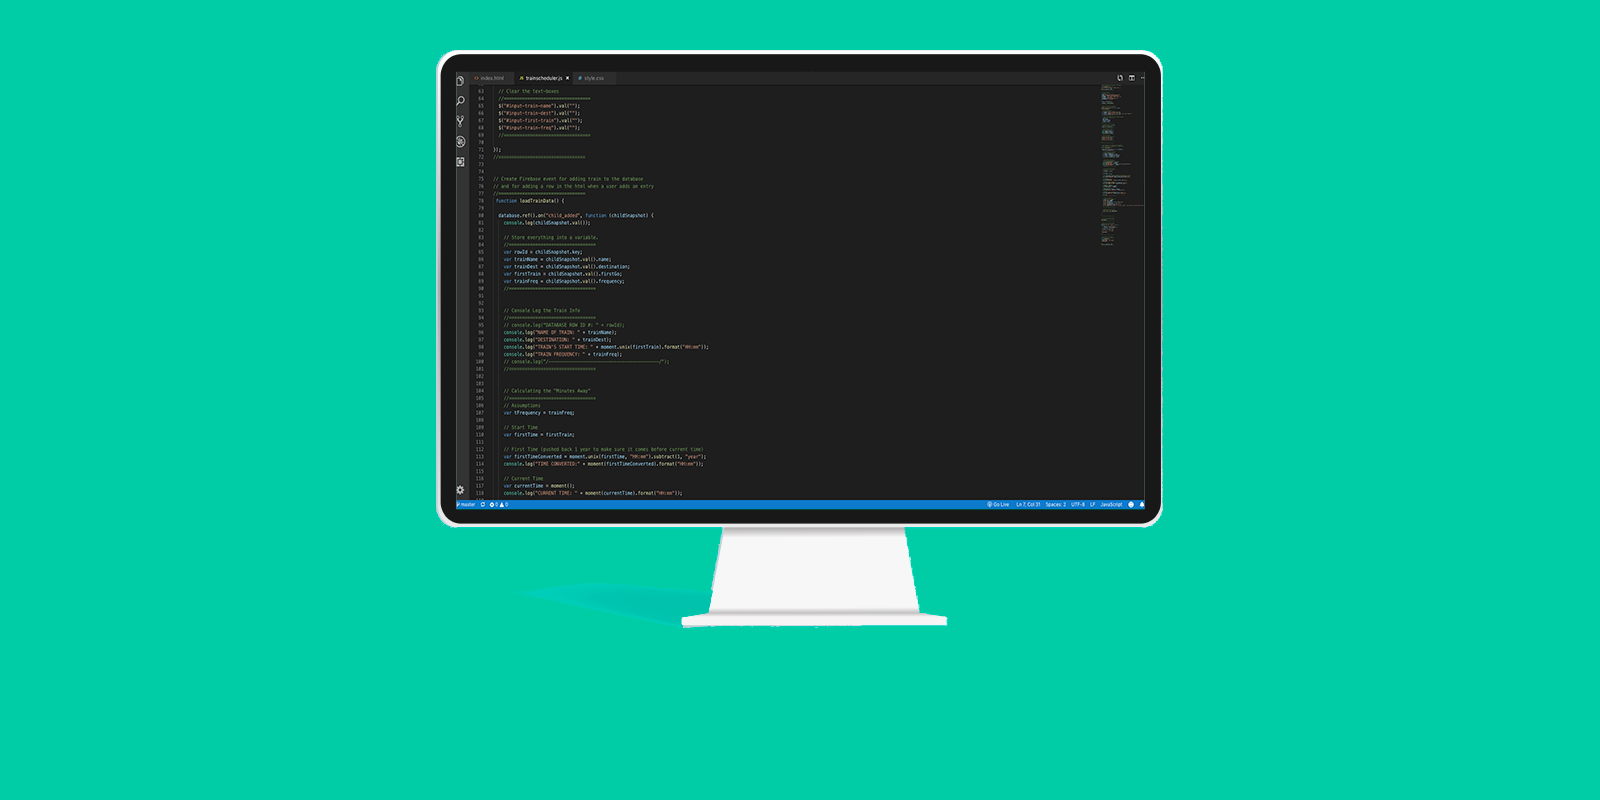 index.html JS trainscheduler.js × # style.css
63 // Clear the text-boxes
64 //================================
65 $("#input-train-name").val("");
66 $("#input-train-dest").val("");
67 $("#input-first-train").val("");
68 $("#input-train-freq").val("");
69 //================================
70
71 });
72 //================================
73
74
75 // Create Firebase event for adding train to the database
76 // and for adding a row in the html when a user adds an entry
77 //================================
78 function loadTrainData() {
79
80 database.ref().on("child_added", function (childSnapshot) {
81 console.log(childSnapshot.val());
82
83 // Store everything into a variable.
84 //================================
85 var rowId = childSnapshot.key;
86 var trainName = childSnapshot.val().name;
87 var trainDest = childSnapshot.val().destination;
88 var firstTrain = childSnapshot.val().firstGo;
89 var trainFreq = childSnapshot.val().frequency;
90 //================================
91
92
93 // Console Log the Train Info
94 //================================
95 // console.log("DATABASE ROW ID #: " + rowId);
96 console.log("NAME OF TRAIN: " + trainName);
97 console.log("DESTINATION: " + trainDest);
98 console.log("TRAIN'S START TIME: " + moment.unix(firstTrain).format("HH:mm"));
99 console.log("TRAIN FREQUENCY: " + trainFreq);
100 // console.log("/-----------------------------------------/");
101 //================================
102
103
104 // Calculating the "Minutes Away"
105 //================================
106 // Assumptions
107 var tFrequency = trainFreq;
108
109 // Start Time
110 var firstTime = firstTrain;
111
112 // First Time (pushed back 1 year to make sure it comes before current time)
113 var firstTimeConverted = moment.unix(firstTime, "HH:mm").subtract(1, "year");
114 console.log("TIME CONVERTED:" + moment(firstTimeConverted).format("HH:mm"));
115
116 // Current Time
117 var currentTime = moment();
118 console.log("CURRENT TIME: " + moment(currentTime).format("HH:mm"));
master 0 0 Go Live Ln 7, Col 31 Spaces: 2 UTF-8 LF JavaScript